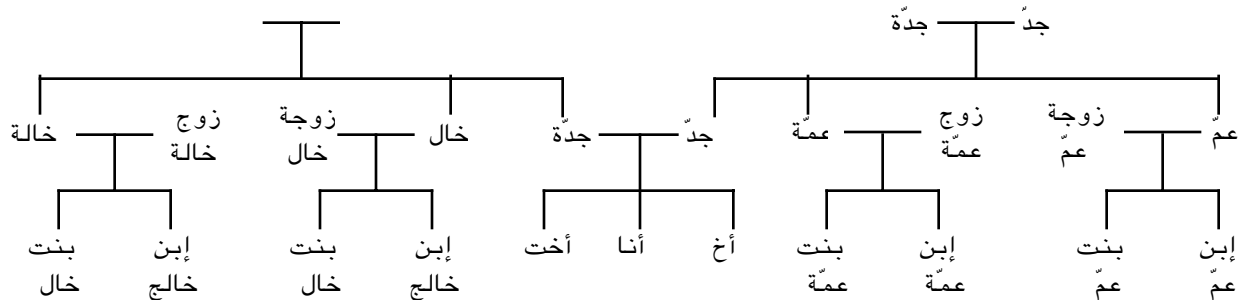 جدّ
جدّة
عمّ
زوجة
عمّ
زوج
عمّة
عمّة
جدّ
جدّة
خال
زوجة
خال
زوج
خالة
خالة
إبن
عمّ
بنت
عمّ
إبن
عمّة
بنت
عمّة
أخ
أنا
أخت
إبن
خالج
بنت
خال
إبن
خالج
بنت
خال